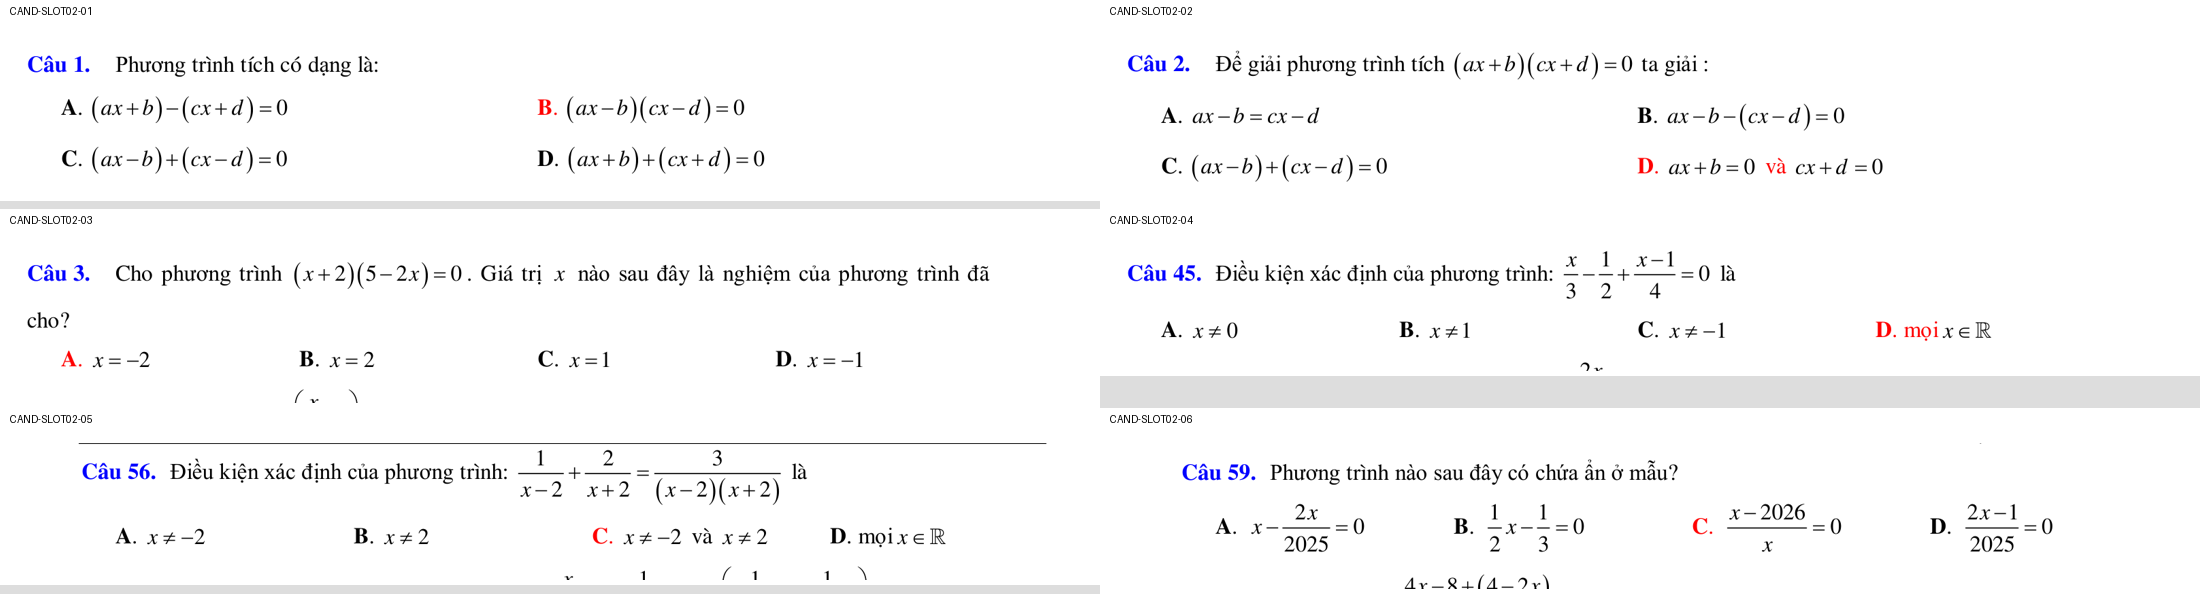 CAND-SLOT02-01
Câu 1. Phương trình tích có dạng là:
A. (ax+b)−(cx+d)=0 B. (ax−b)(cx−d)=0
C. (ax−b)+(cx−d)=0 D. (ax+b)+(cx+d)=0
CAND-SLOT02-02
Câu 2. Để giải phương trình tích (ax+b)(cx+d)=0 ta giải :
A. ax−b=cx−d B. ax−b−(cx−d)=0
C. (ax−b)+(cx−d)=0 D. ax+b=0 và cx+d=0
CAND-SLOT02-03
Câu 3. Cho phương trình (x+2)(5−2x)=0. Giá trị x nào sau đây là nghiệm của phương trình đã
cho?
A. x=−2 B. x=2 C. x=1 D. x=−1
CAND-SLOT02-04
Câu 45. Điều kiện xác định của phương trình: x/3−1/2+(x−1)/4=0 là
A. x≠0 B. x≠1 C. x≠−1 D. mọi x∈ℝ
CAND-SLOT02-05
Câu 56. Điều kiện xác định của phương trình: 1/(x−2)+2/(x+2)=3/((x−2)(x+2)) là
A. x≠−2 B. x≠2 C. x≠−2 và x≠2 D. mọi x∈ℝ
CAND-SLOT02-06
Câu 59. Phương trình nào sau đây có chứa ẩn ở mẫu?
A. x−2x/2025=0 B. 1/2x−1/3=0 C. (x−2026)/x=0 D. (2x−1)/2025=0